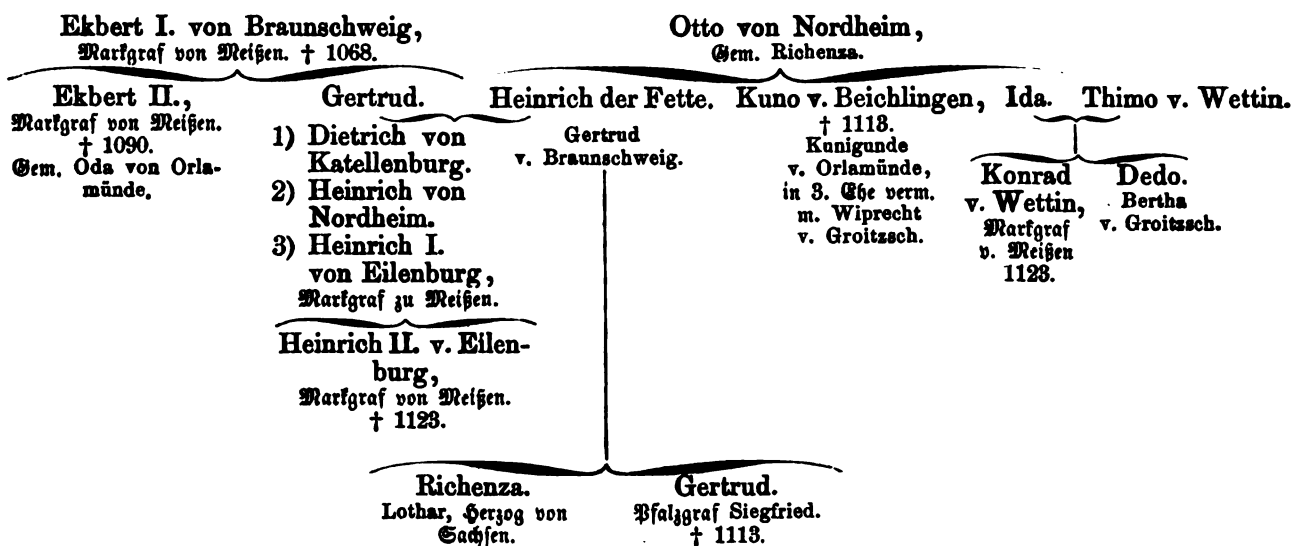 Ekbert I. von Braunschweig,
Markgraf von Meißen. † 1068.
Otto von Nordheim,
Gem. Richenza.
Ekbert II.,
Markgraf von Meißen.
† 1090.
Gem. Oda von Orla-
münde.
Gertrud.
1) Dietrich von
Katellenburg.
2) Heinrich von
Nordheim.
3) Heinrich I.
von Eilenburg,
Markgraf zu Meißen.
Heinrich II. v. Eilen-
burg,
Markgraf von Meißen.
† 1123.
Heinrich der Fette.
Gertrud
v. Braunschweig.
Kuno v. Beichlingen,
† 1113.
Kunigunde
v. Orlamünde,
in 3. Ehe verm.
m. Wiprecht
v. Groitzsch.
Ida.
Thimo v. Wettin.
Konrad
v. Wettin,
Markgraf
v. Meißen
1123.
Dedo.
Bertha
v. Groitzsch.
Richenza.
Lothar, Herzog von
Sachsen.
Gertrud.
Pfalzgraf Siegfried.
† 1113.